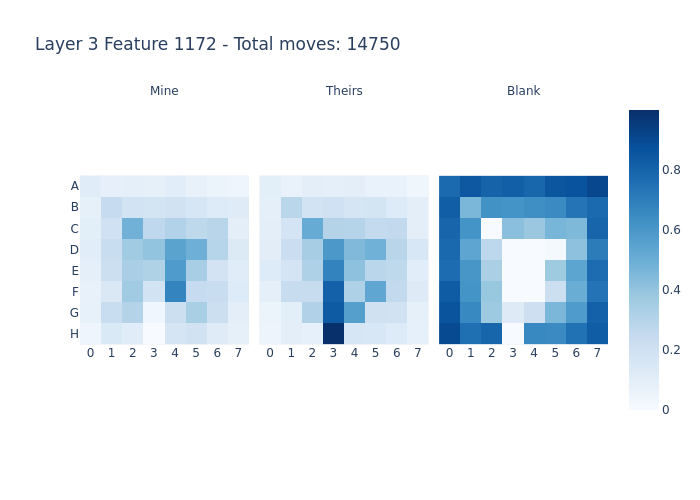 Layer 3 Feature 1172 - Total moves: 14750
Mine Theirs Blank
A
B
C
D
E
F
G
H
0 1 2 3 4 5 6 7 0 1 2 3 4 5 6 7 0 1 2 3 4 5 6 7
0.8
0.6
0.4
0.2
0